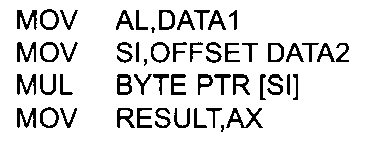 MOV AL,DATA1
MOV SI,OFFSET DATA2
MUL BYTE PTR [SI]
MOV RESULT,AX